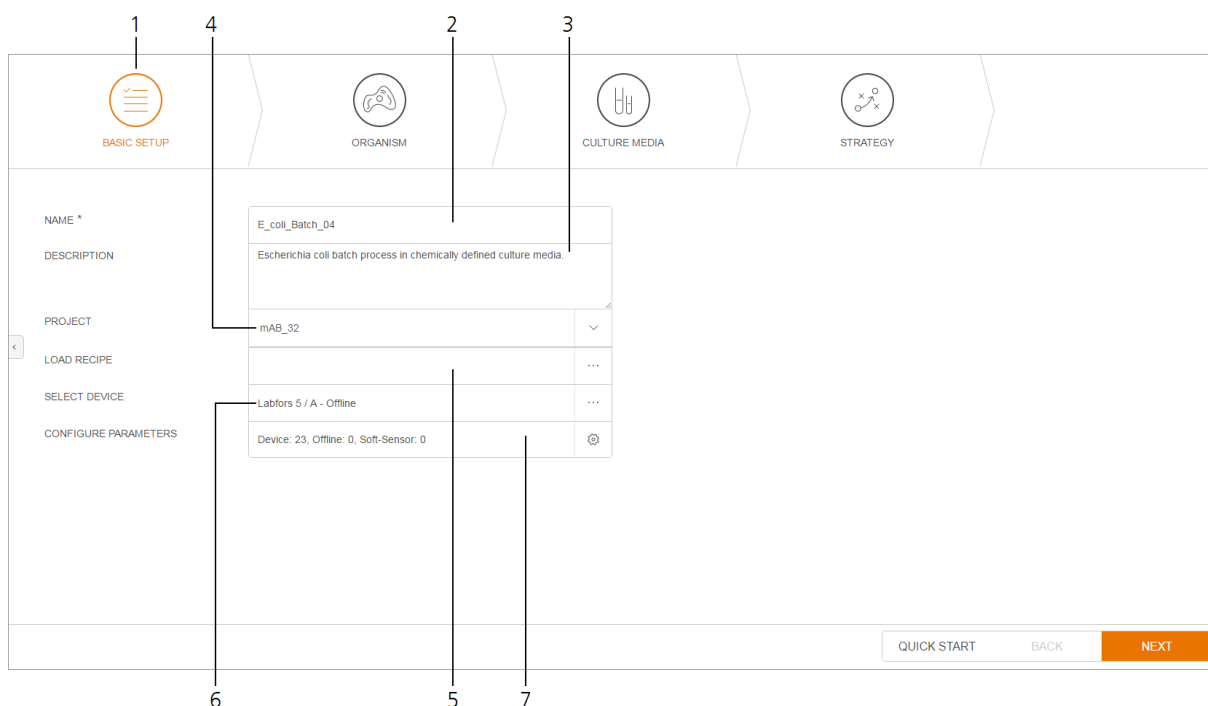 1 4 2 3
BASIC SETUP ORGANISM CULTURE MEDIA STRATEGY
NAME * E_coli_Batch_04
DESCRIPTION Escherichia coli batch process in chemically defined culture media.
PROJECT mAB_32
LOAD RECIPE ...
SELECT DEVICE Labfors 5 / A - Offline ...
CONFIGURE PARAMETERS Device: 23, Offline: 0, Soft-Sensor: 0
QUICK START BACK NEXT
6 5 7